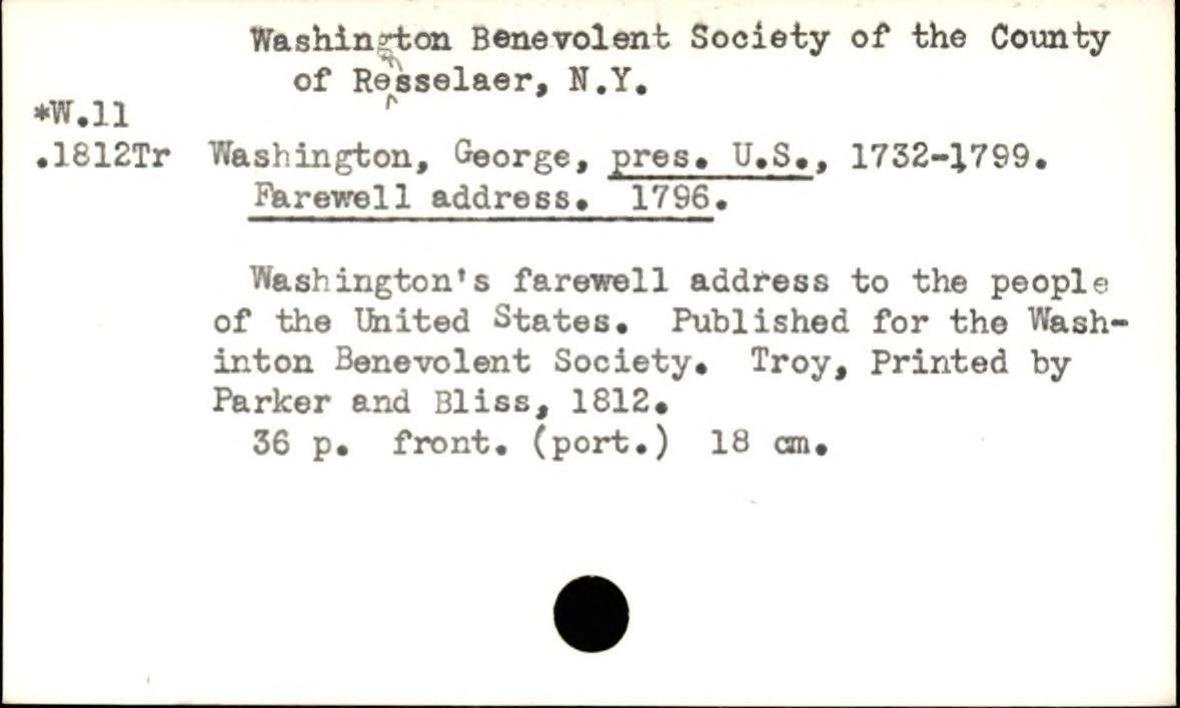 Washington Benevolent Society of the County
of Rensselaer, N.Y.
*W.11
.1812Tr Washington, George, pres. U.S., 1732-1799.
Farewell address. 1796.
Washington's farewell address to the people
of the United States. Published for the Wash-
inton Benevolent Society. Troy, Printed by
Parker and Bliss, 1812.
36 p. front. (port.) 18 cm.